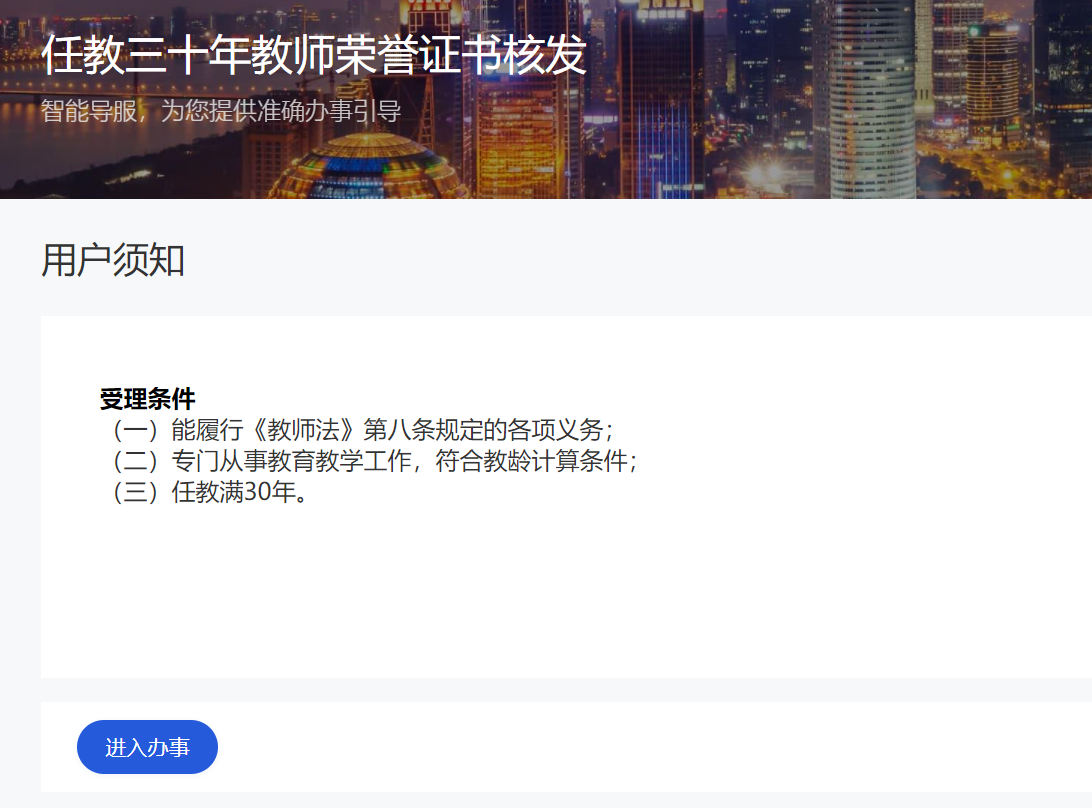 任教三十年教师荣誉证书核发
智能导服，为您提供准确办事引导
用户须知
受理条件
（一）能履行《教师法》第八条规定的各项义务；
（二）专门从事教育教学工作，符合教龄计算条件；
（三）任教满30年。
进入办事